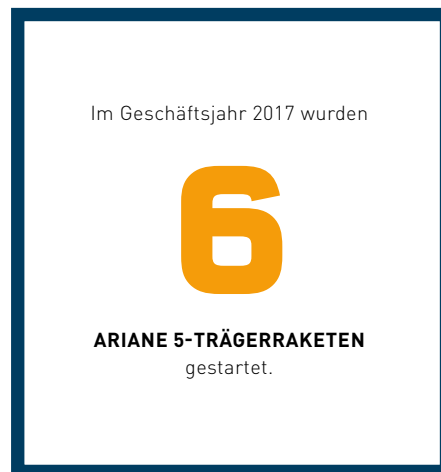 Im Geschäftsjahr 2017 wurden
6
ARIANE 5-TRÄGERRAKETEN
gestartet.